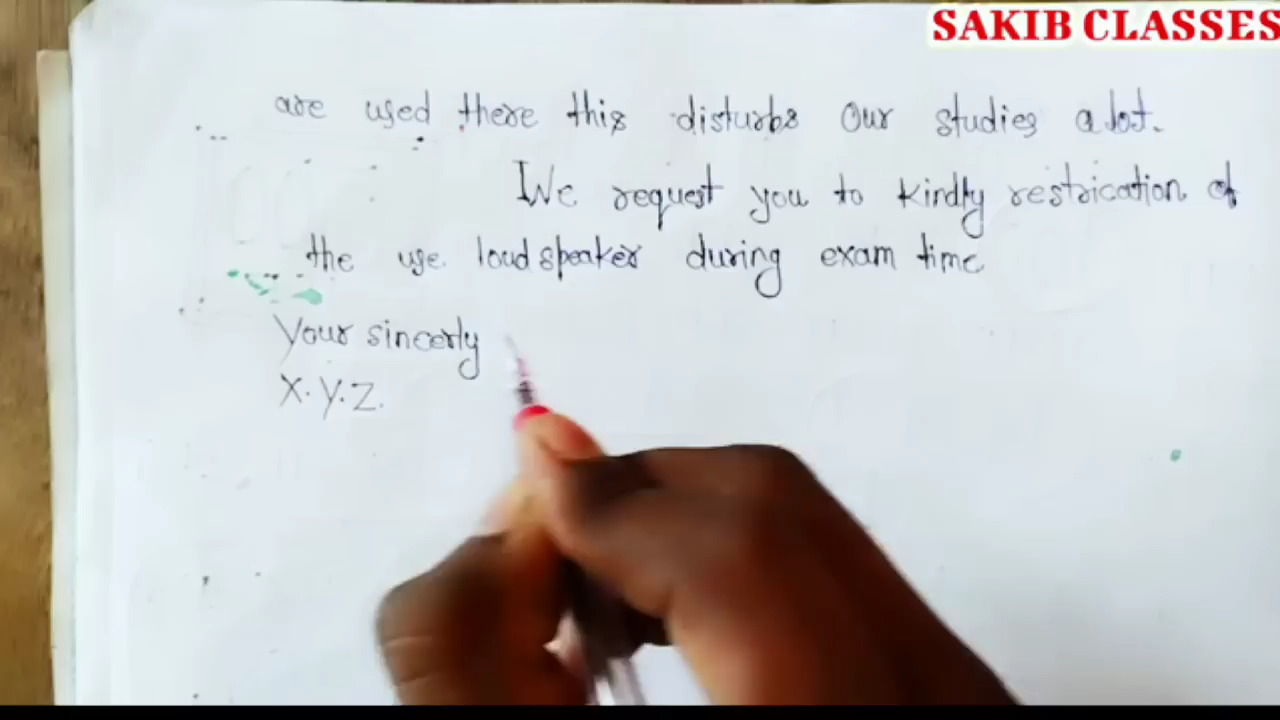 SAKIB CLASSES
are used there this disturbs our studies alot.
We request you to kindly restrication of
the use loudspeaker during exam time
Your sincerly
X.Y.Z.